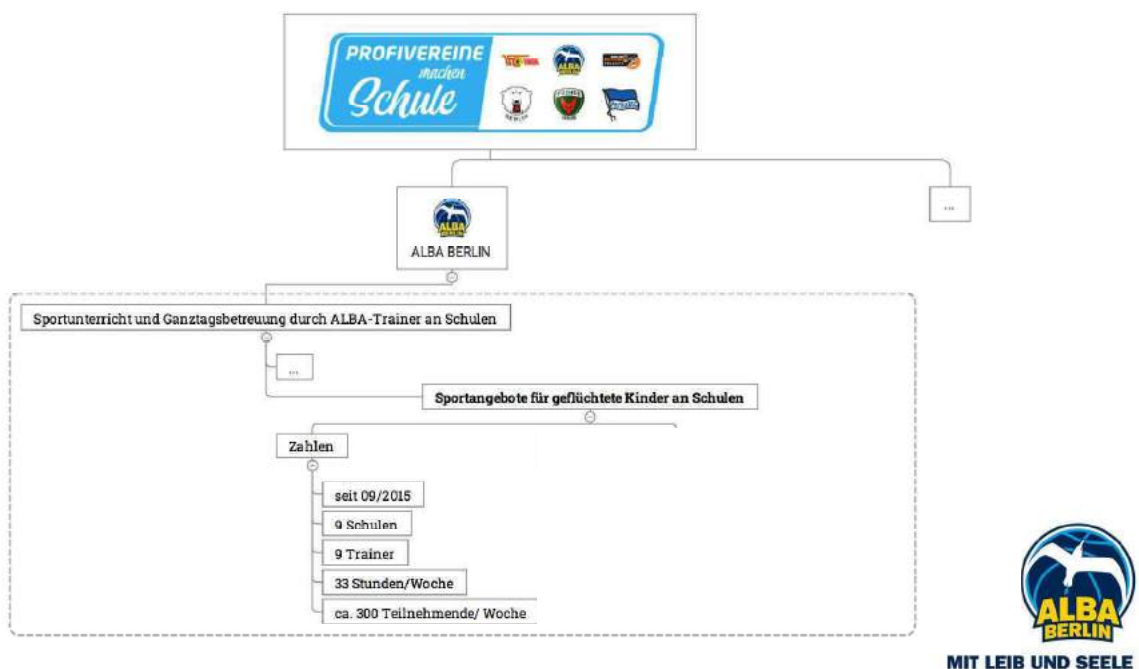 PROFIVEREINE
machen
Schule
ALBA
BERLIN
ALBA BERLIN
...
Sportunterricht und Ganztagsbetreuung durch ALBA-Trainer an Schulen
...
Sportangebote für geflüchtete Kinder an Schulen
Zahlen
seit 09/2015
9 Schulen
9 Trainer
33 Stunden/Woche
ca. 300 Teilnehmende/ Woche
ALBA
BERLIN
MIT LEIB UND SEELE